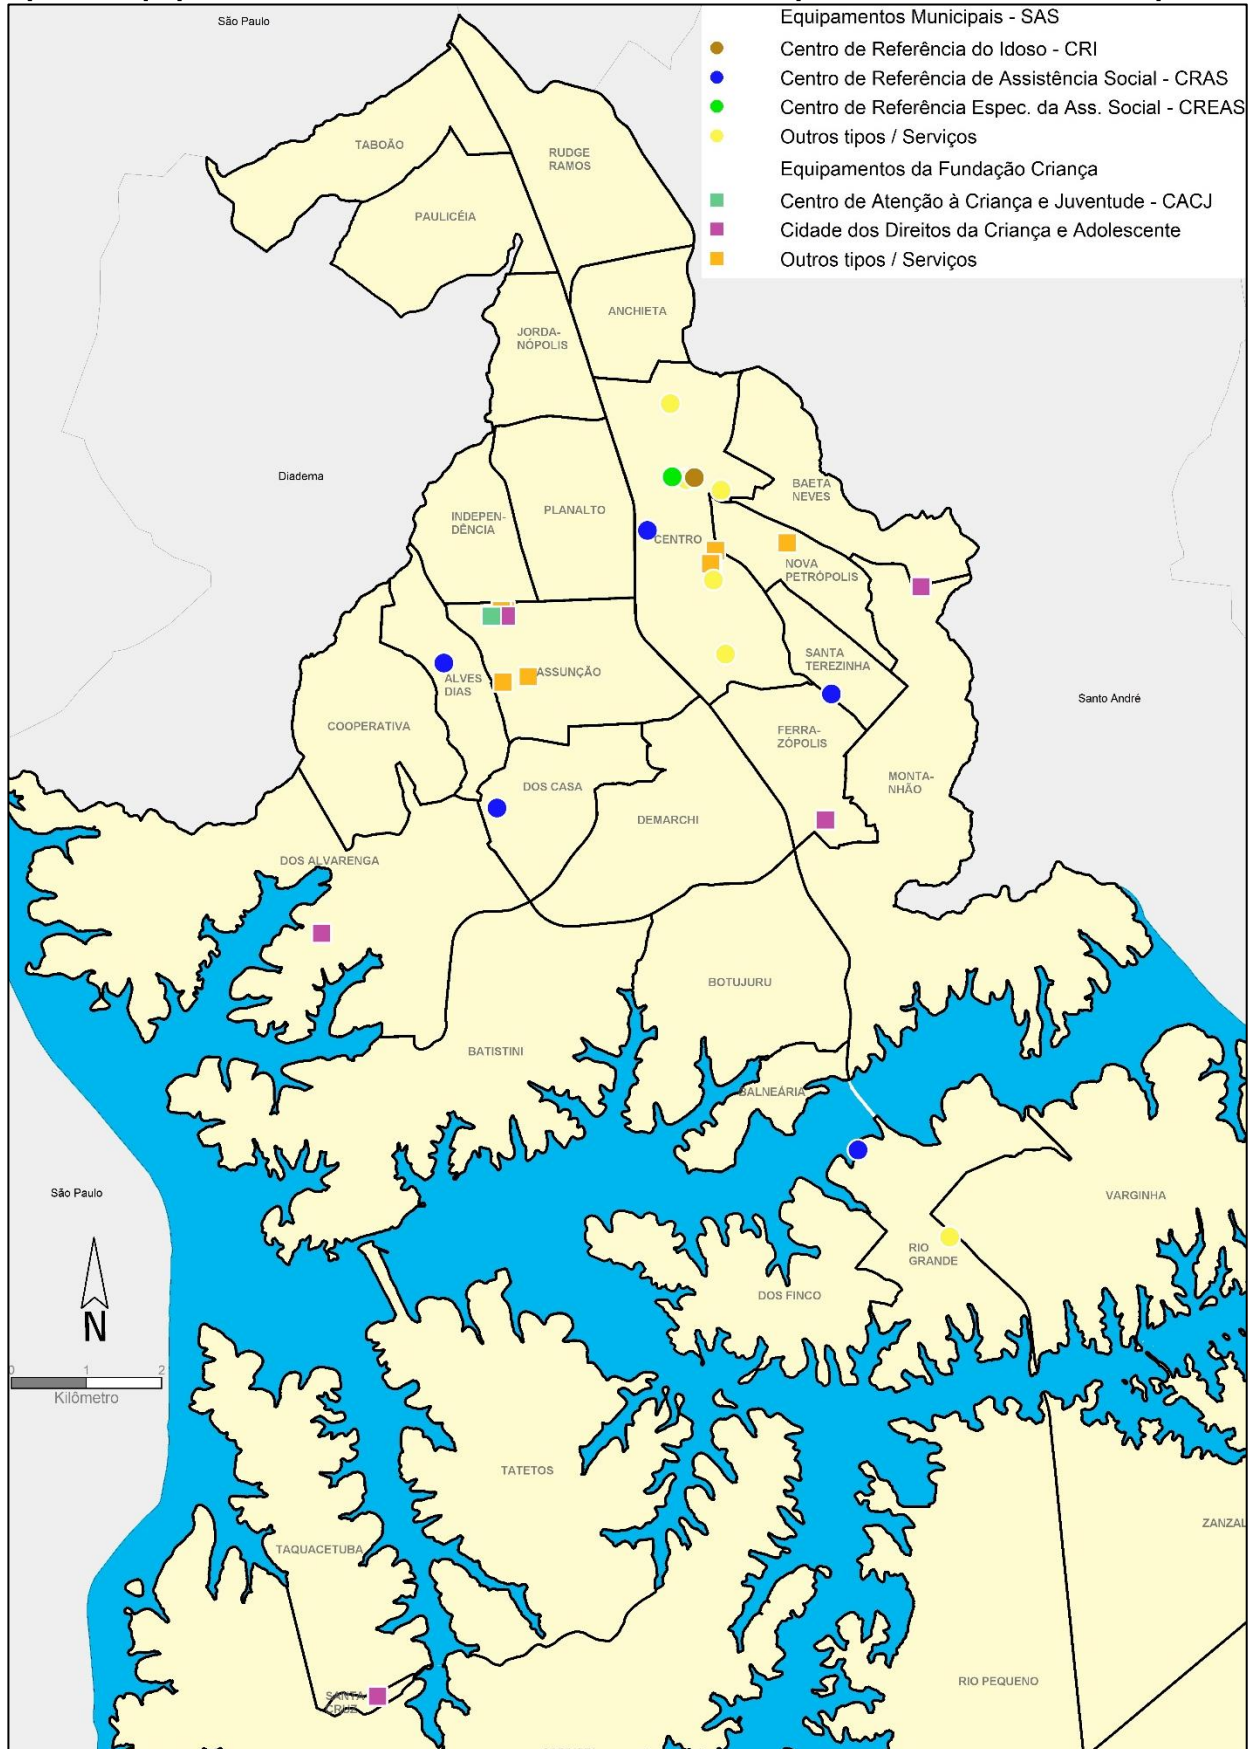 São Paulo
Equipamentos Municipais - SAS
Centro de Referência do Idoso - CRI
Centro de Referência de Assistência Social - CRAS
Centro de Referência Espec. da Ass. Social - CREAS
Outros tipos / Serviços
Equipamentos da Fundação Criança
Centro de Atenção à Criança e Juventude - CACJ
Cidade dos Direitos da Criança e Adolescente
Outros tipos / Serviços
TABOÃO
RUDGE
RAMOS
PAULICÉIA
ANCHIETA
JORDA-
NÓPOLIS
Diadema
BAETA
NEVES
INDEPEN-
DÊNCIA
PLANALTO
CENTRO
NOVA
PETRÓPOLIS
SANTA
TEREZINHA
ASSUNÇÃO
ALVES
DIAS
Santo André
COOPERATIVA
FERRA-
ZÓPOLIS
MONTA-
NHÃO
DOS CASA
DEMARCHI
DOS ALVARENGA
BOTUJURU
BATISTINI
BALNEÁRIA
São Paulo
VARGINHA
RIO
GRANDE
DOS FINCO
N
0 1 2
Kilômetro
TATETOS
ZANZAL
TAQUACETUBA
RIO PEQUENO
SANTA
CRUZ